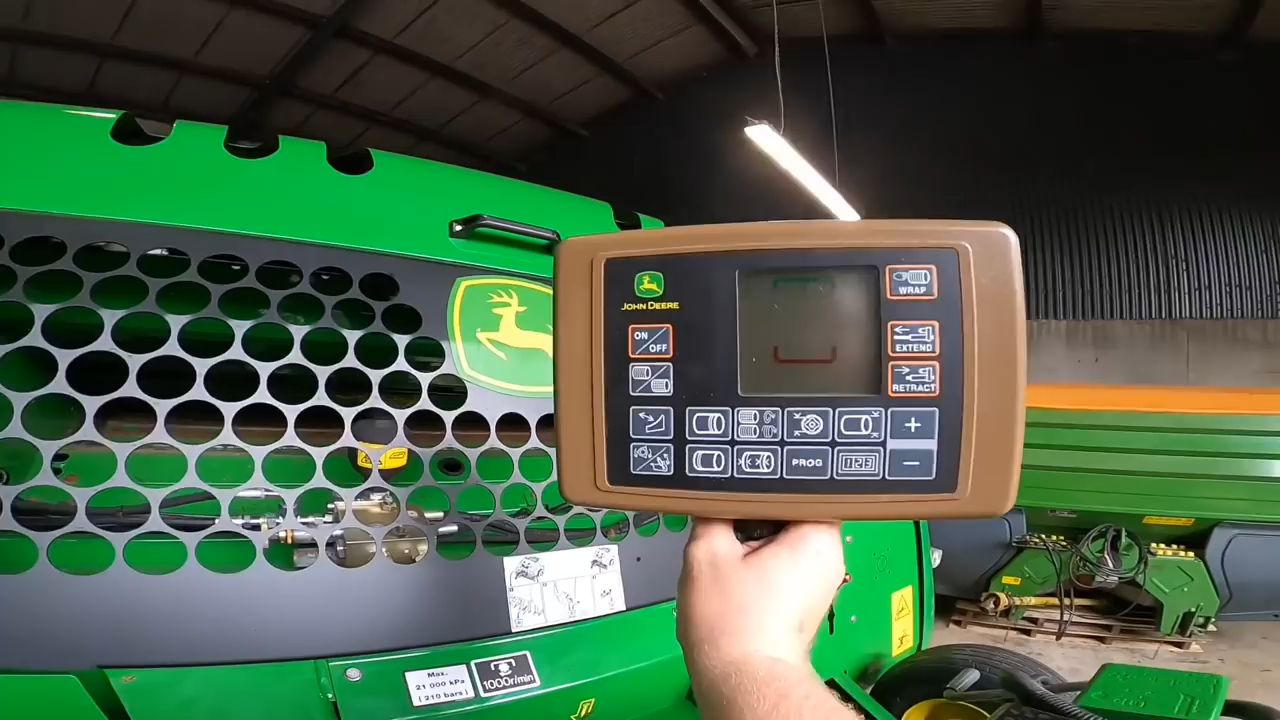 JOHN DEERE
WRAP
ON
OFF
EXTEND
RETRACT
+
PROG
123
−
Max.
21 000 kPa
( 210 bars )
1000r/min